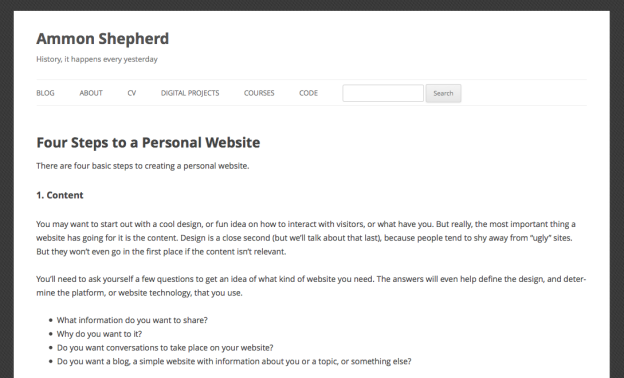 Ammon Shepherd
History, it happens every yesterday
BLOG ABOUT CV DIGITAL PROJECTS COURSES CODE Search
Four Steps to a Personal Website
There are four basic steps to creating a personal website.
1. Content
You may want to start out with a cool design, or fun idea on how to interact with visitors, or what have you. But really, the most important thing a
website has going for it is the content. Design is a close second (but we'll talk about that last), because people tend to shy away from "ugly" sites.
But they won't even go in the first place if the content isn't relevant.
You'll need to ask yourself a few questions to get an idea of what kind of website you need. The answers will even help define the design, and deter-
mine the platform, or website technology, that you use.
• What information do you want to share?
• Why do you want to it?
• Do you want conversations to take place on your website?
• Do you want a blog, a simple website with information about you or a topic, or something else?